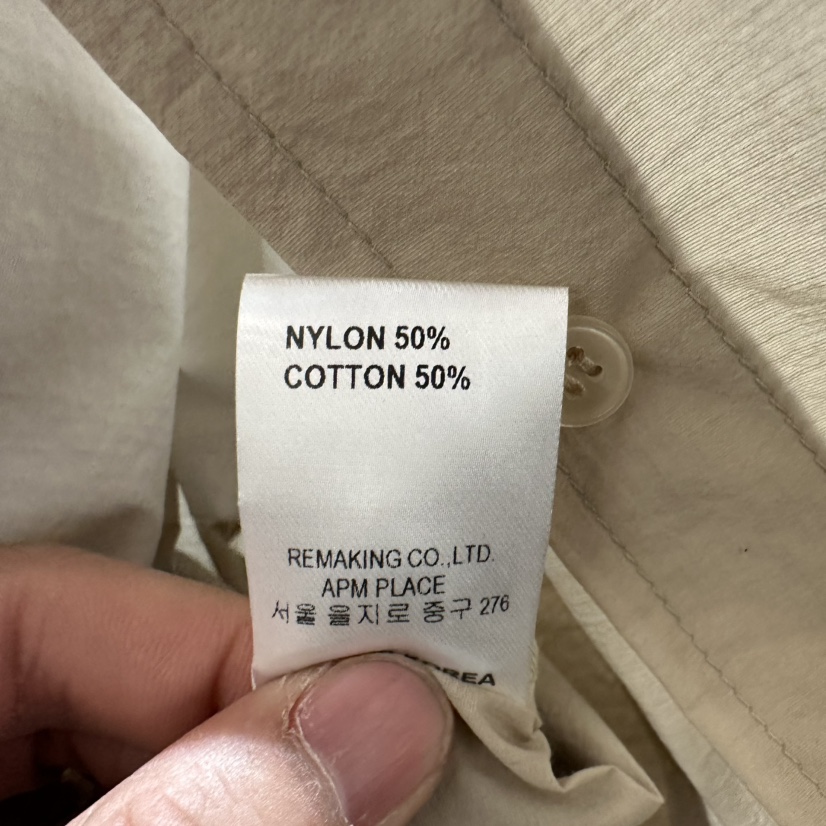 NYLON 50%
COTTON 50%
REMAKING CO.,LTD.
APM PLACE
서울 을지로 중구 276